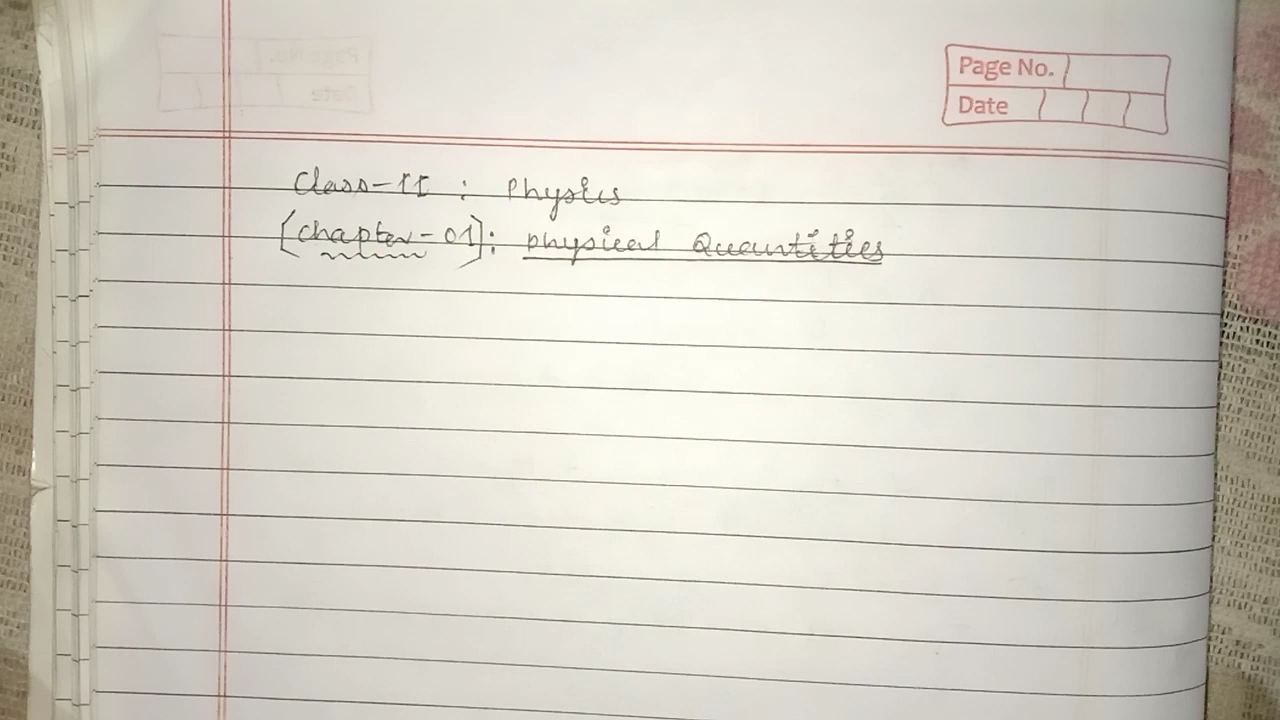 Page No.
Date
Class-II : Physics
[Chapter-01]: physical Quantities